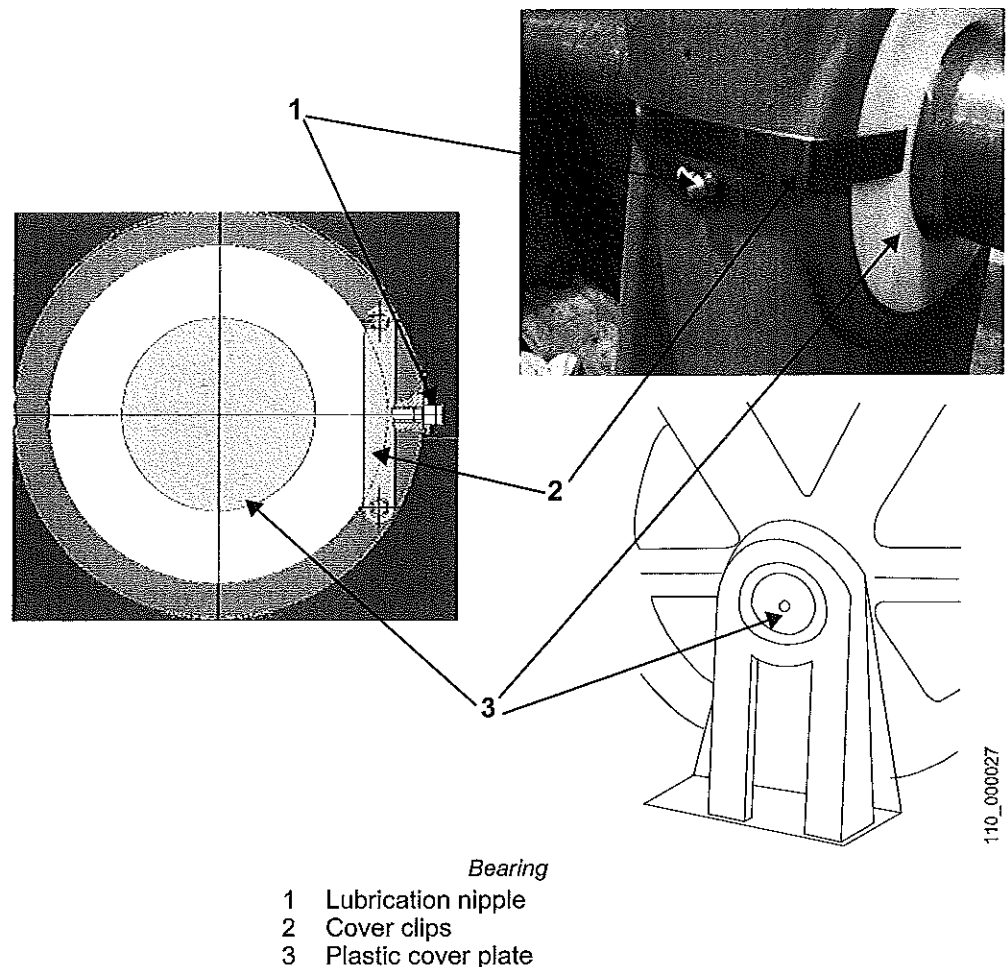 1
2
3
110_000027
Bearing
1 Lubrication nipple
2 Cover clips
3 Plastic cover plate